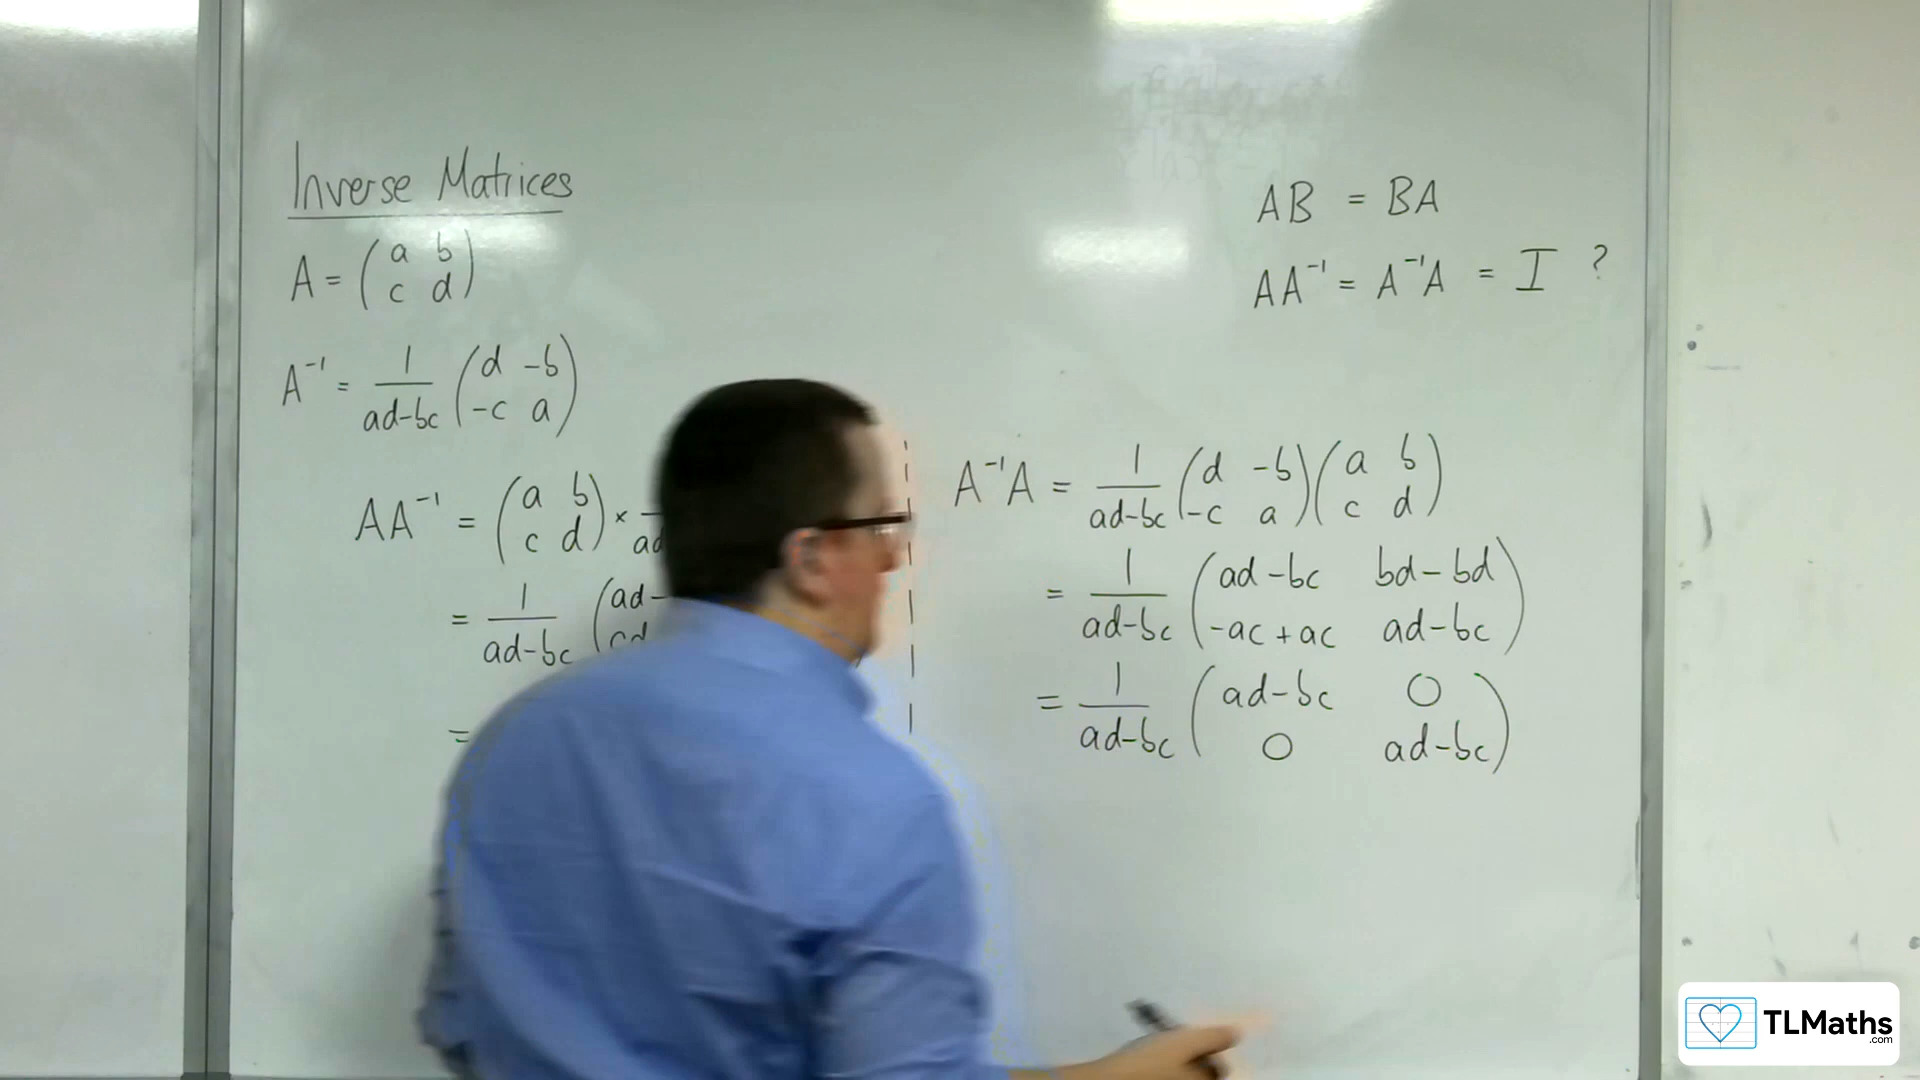 Inverse Matrices
A = (a b
c d)
A⁻¹ = 1/(ad-bc) (d -b
-c a)
AA⁻¹ = (a b
c d) ×
= 1/(ad-bc) (ad-
cd
=
AB = BA
AA⁻¹ = A⁻¹A = I ?
A⁻¹A = 1/(ad-bc) (d -b
-c a)(a b
c d)
= 1/(ad-bc) (ad-bc bd-bd
-ac+ac ad-bc)
= 1/(ad-bc) (ad-bc 0
0 ad-bc)
TLMaths
.com